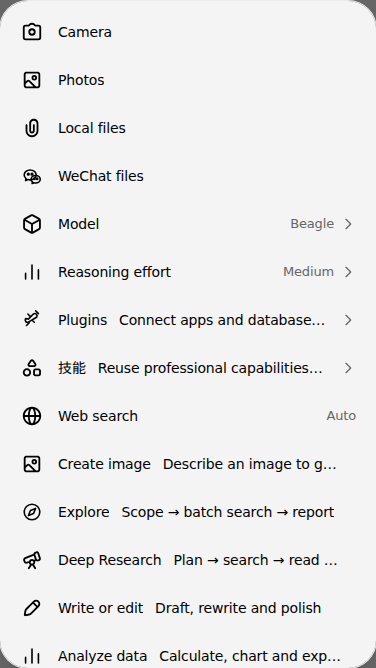 Camera
Photos
Local files
WeChat files
Model Beagle
Reasoning effort Medium
Plugins Connect apps and database...
技能 Reuse professional capabilities...
Web search Auto
Create image Describe an image to g...
Explore Scope → batch search → report
Deep Research Plan → search → read ...
Write or edit Draft, rewrite and polish
Analyze data Calculate, chart and exp...